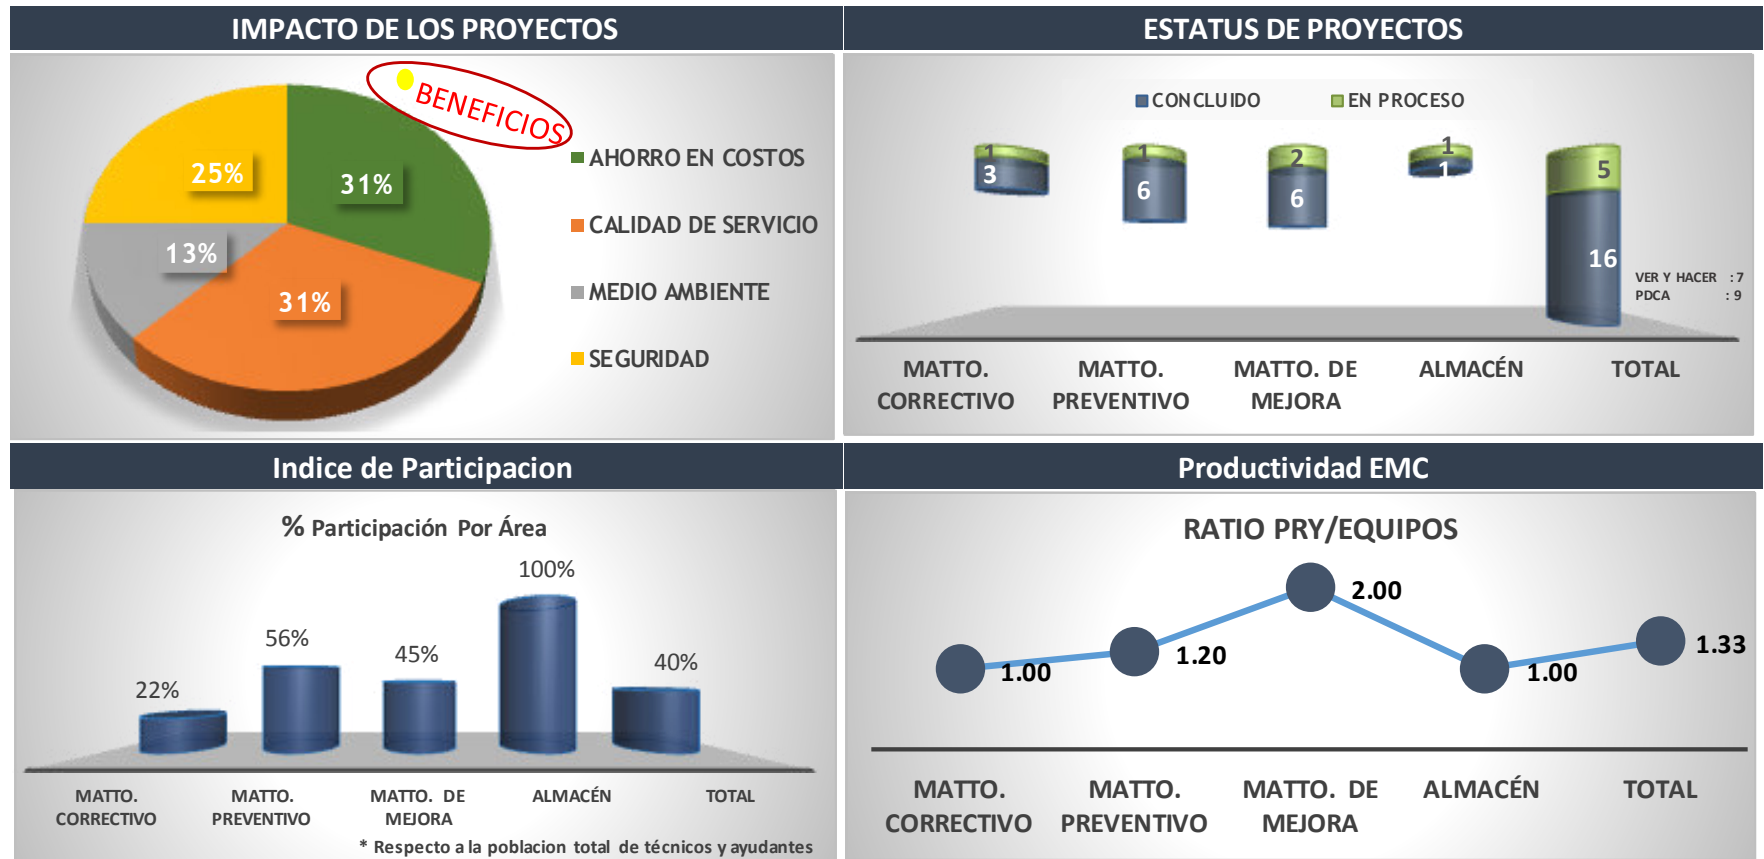 IMPACTO DE LOS PROYECTOS
BENEFICIOS
31%
31%
13%
25%
AHORRO EN COSTOS
CALIDAD DE SERVICIO
MEDIO AMBIENTE
SEGURIDAD
ESTATUS DE PROYECTOS
CONCLUIDO EN PROCESO
1 1 2 1 5
3 6 6 1 16
VER Y HACER : 7
PDCA : 9
MATTO. CORRECTIVO
MATTO. PREVENTIVO
MATTO. DE MEJORA
ALMACÉN
TOTAL
Indice de Participacion
% Participación Por Área
22% 56% 45% 100% 40%
MATTO. CORRECTIVO
MATTO. PREVENTIVO
MATTO. DE MEJORA
ALMACÉN
TOTAL
* Respecto a la poblacion total de técnicos y ayudantes
Productividad EMC
RATIO PRY/EQUIPOS
1.00 1.20 2.00 1.00 1.33
MATTO. CORRECTIVO
MATTO. PREVENTIVO
MATTO. DE MEJORA
ALMACÉN
TOTAL